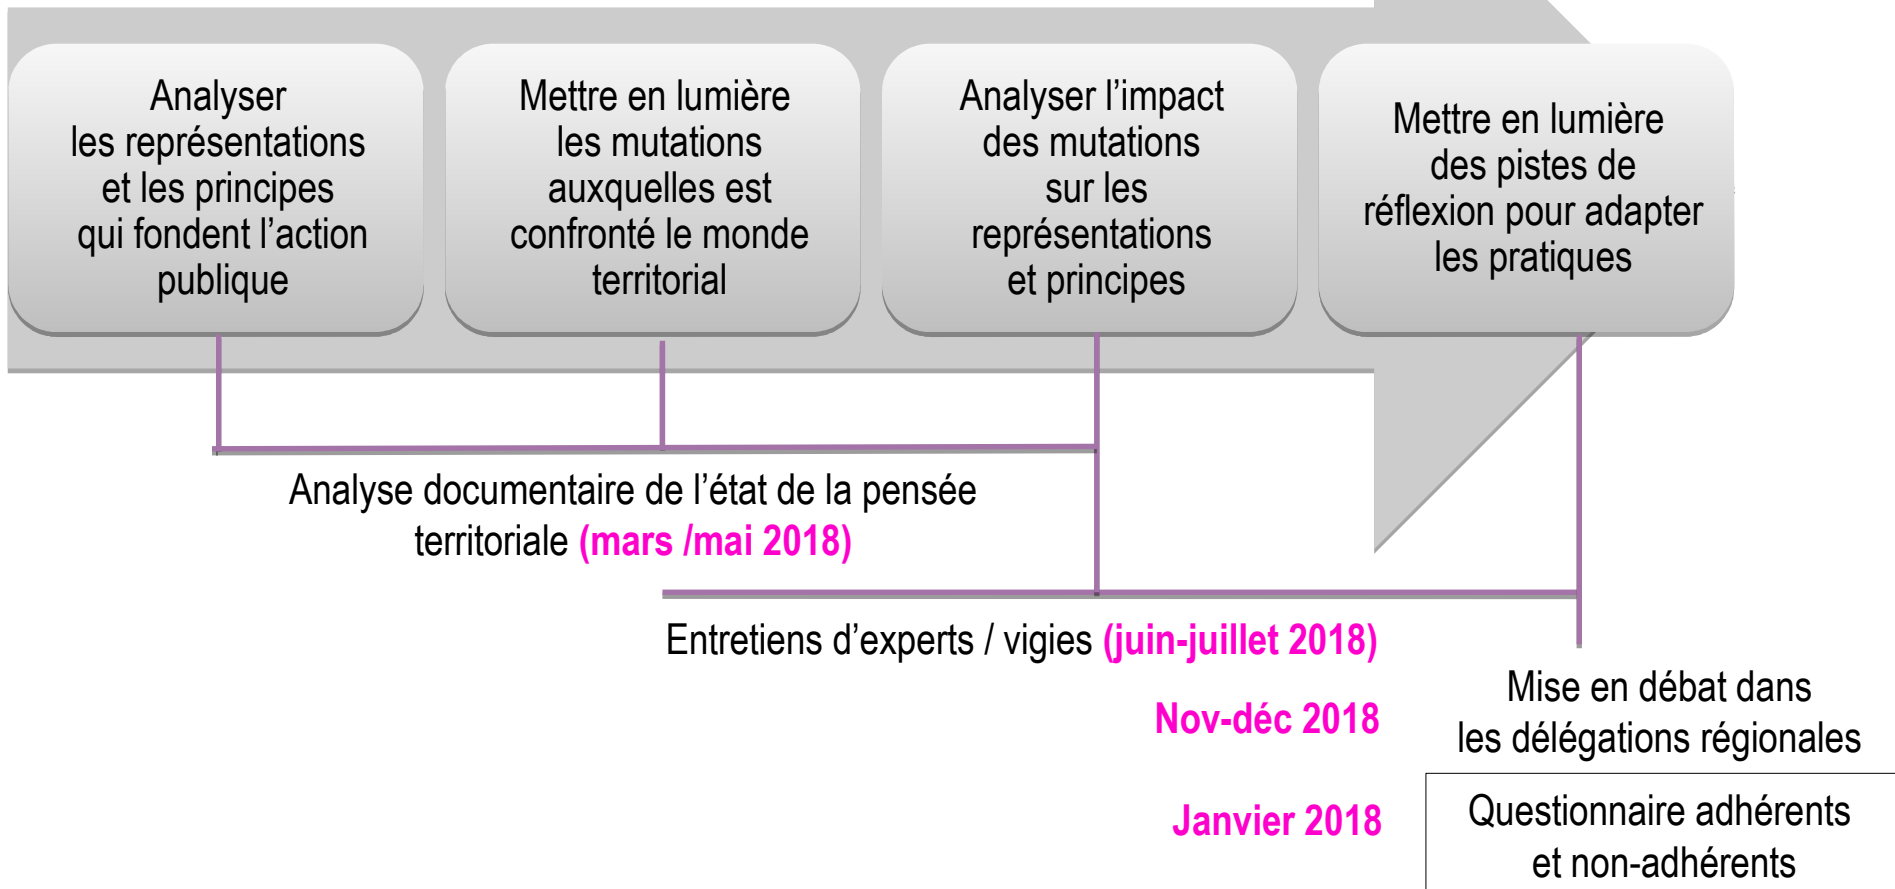 Analyser
les représentations
et les principes
qui fondent l’action
publique
Mettre en lumière
les mutations
auxquelles est
confronté le monde
territorial
Analyser l’impact
des mutations
sur les
représentations
et principes
Mettre en lumière
des pistes de
réflexion pour adapter
les pratiques
Analyse documentaire de l’état de la pensée
territoriale (mars /mai 2018)
Entretiens d’experts / vigies (juin-juillet 2018)
Nov-déc 2018
Mise en débat dans
les délégations régionales
Janvier 2018
Questionnaire adhérents
et non-adhérents